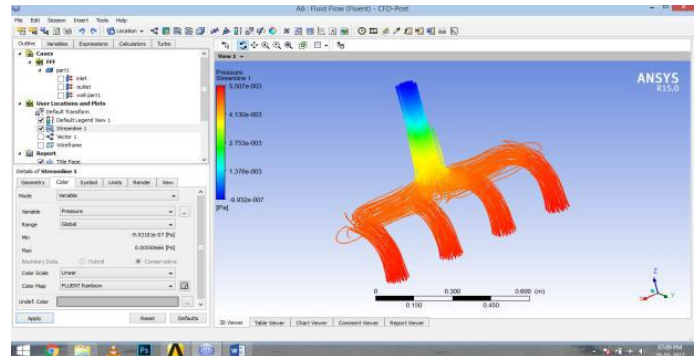 A6 : Fluid Flow (Fluent) - CFD-Post
File Edit Session Insert Tools Help
Location
Outline Variables Expressions Calculators Turbo
Cases
FFF
part1
inlet
outlet
wall part1
User Locations and Plots
Default Transform
Default Legend View 1
Streamline 1
Vector 1
Wireframe
Report
Title Page
Details of Streamline 1
Geometry Color Symbol Limits Render View
Mode Variable
Variable Pressure
Range Global
Min -9.93181e-07 [Pa]
Max 0.00550666 [Pa]
Boundary Data Hybrid Conservative
Color Scale Linear
Color Map FLUENT Rainbow
Undef. Color
Apply Reset Defaults
View 1
Pressure
Streamline 1
5.507e-003
4.130e-003
2.753e-003
1.376e-003
-9.932e-007
[Pa]
ANSYS
R15.0
0 0.300 0.600 (m)
0.150 0.450
Z
3D Viewer Table Viewer Chart Viewer Comment Viewer Report Viewer
Ps